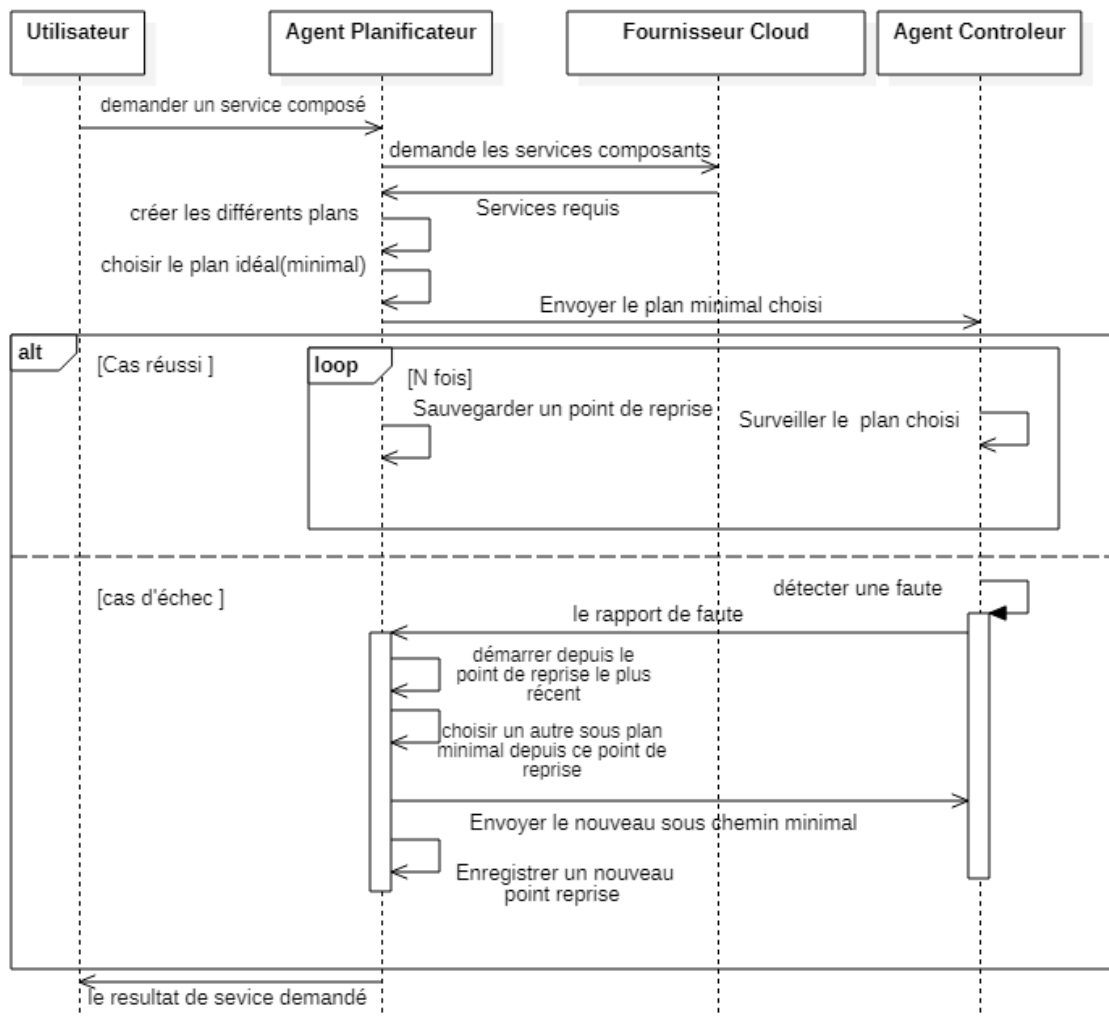 Utilisateur
Agent Planificateur
Fournisseur Cloud
Agent Controleur
demander un service composé
demande les services composants
Services requis
créer les différents plans
choisir le plan idéal(minimal)
Envoyer le plan minimal choisi
alt
[Cas réussi ]
loop
[N fois]
Sauvegarder un point de reprise
Surveiller le plan choisi
[cas d'échec ]
détecter une faute
le rapport de faute
démarrer depuis le
point de reprise le plus
récent
choisir un autre sous plan
minimal depuis ce point de
reprise
Envoyer le nouveau sous chemin minimal
Enregistrer un nouveau
point reprise
le resultat de sevice demandé